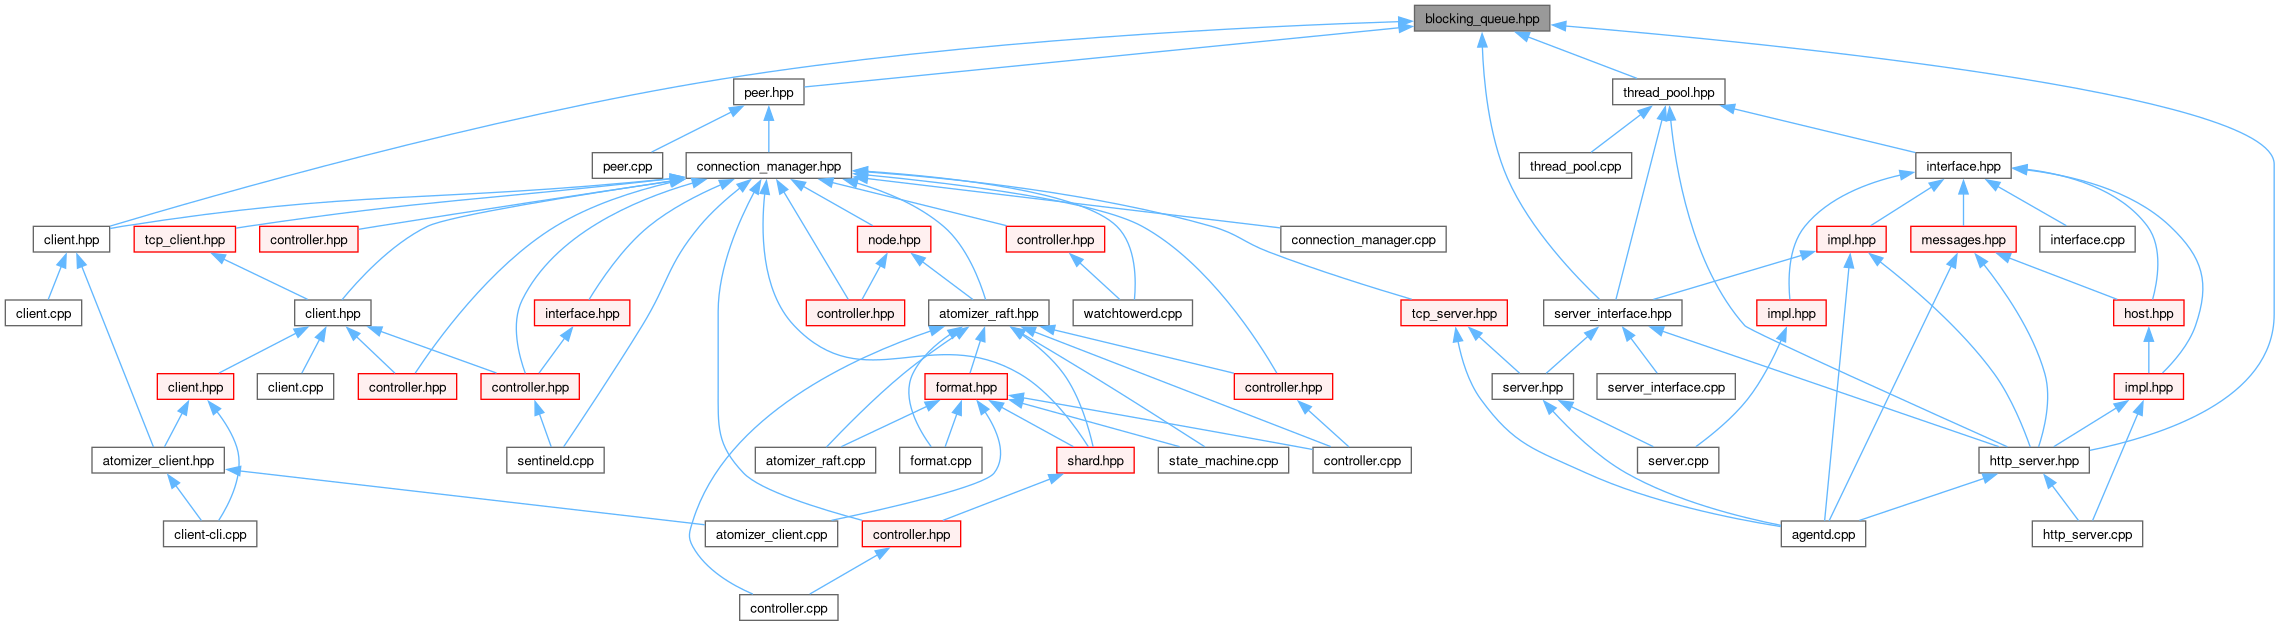 blocking_queue.hpp
peer.hpp
thread_pool.hpp
peer.cpp
connection_manager.hpp
thread_pool.cpp
interface.hpp
client.hpp
tcp_client.hpp
controller.hpp
node.hpp
controller.hpp
connection_manager.cpp
impl.hpp
messages.hpp
interface.cpp
client.cpp
client.hpp
interface.hpp
controller.hpp
atomizer_raft.hpp
watchtowerd.cpp
tcp_server.hpp
server_interface.hpp
impl.hpp
host.hpp
client.hpp
client.cpp
controller.hpp
controller.hpp
format.hpp
controller.hpp
server.hpp
server_interface.cpp
impl.hpp
atomizer_client.hpp
sentineld.cpp
atomizer_raft.cpp
format.cpp
shard.hpp
state_machine.cpp
controller.cpp
server.cpp
http_server.hpp
client-cli.cpp
atomizer_client.cpp
controller.hpp
agentd.cpp
http_server.cpp
controller.cpp